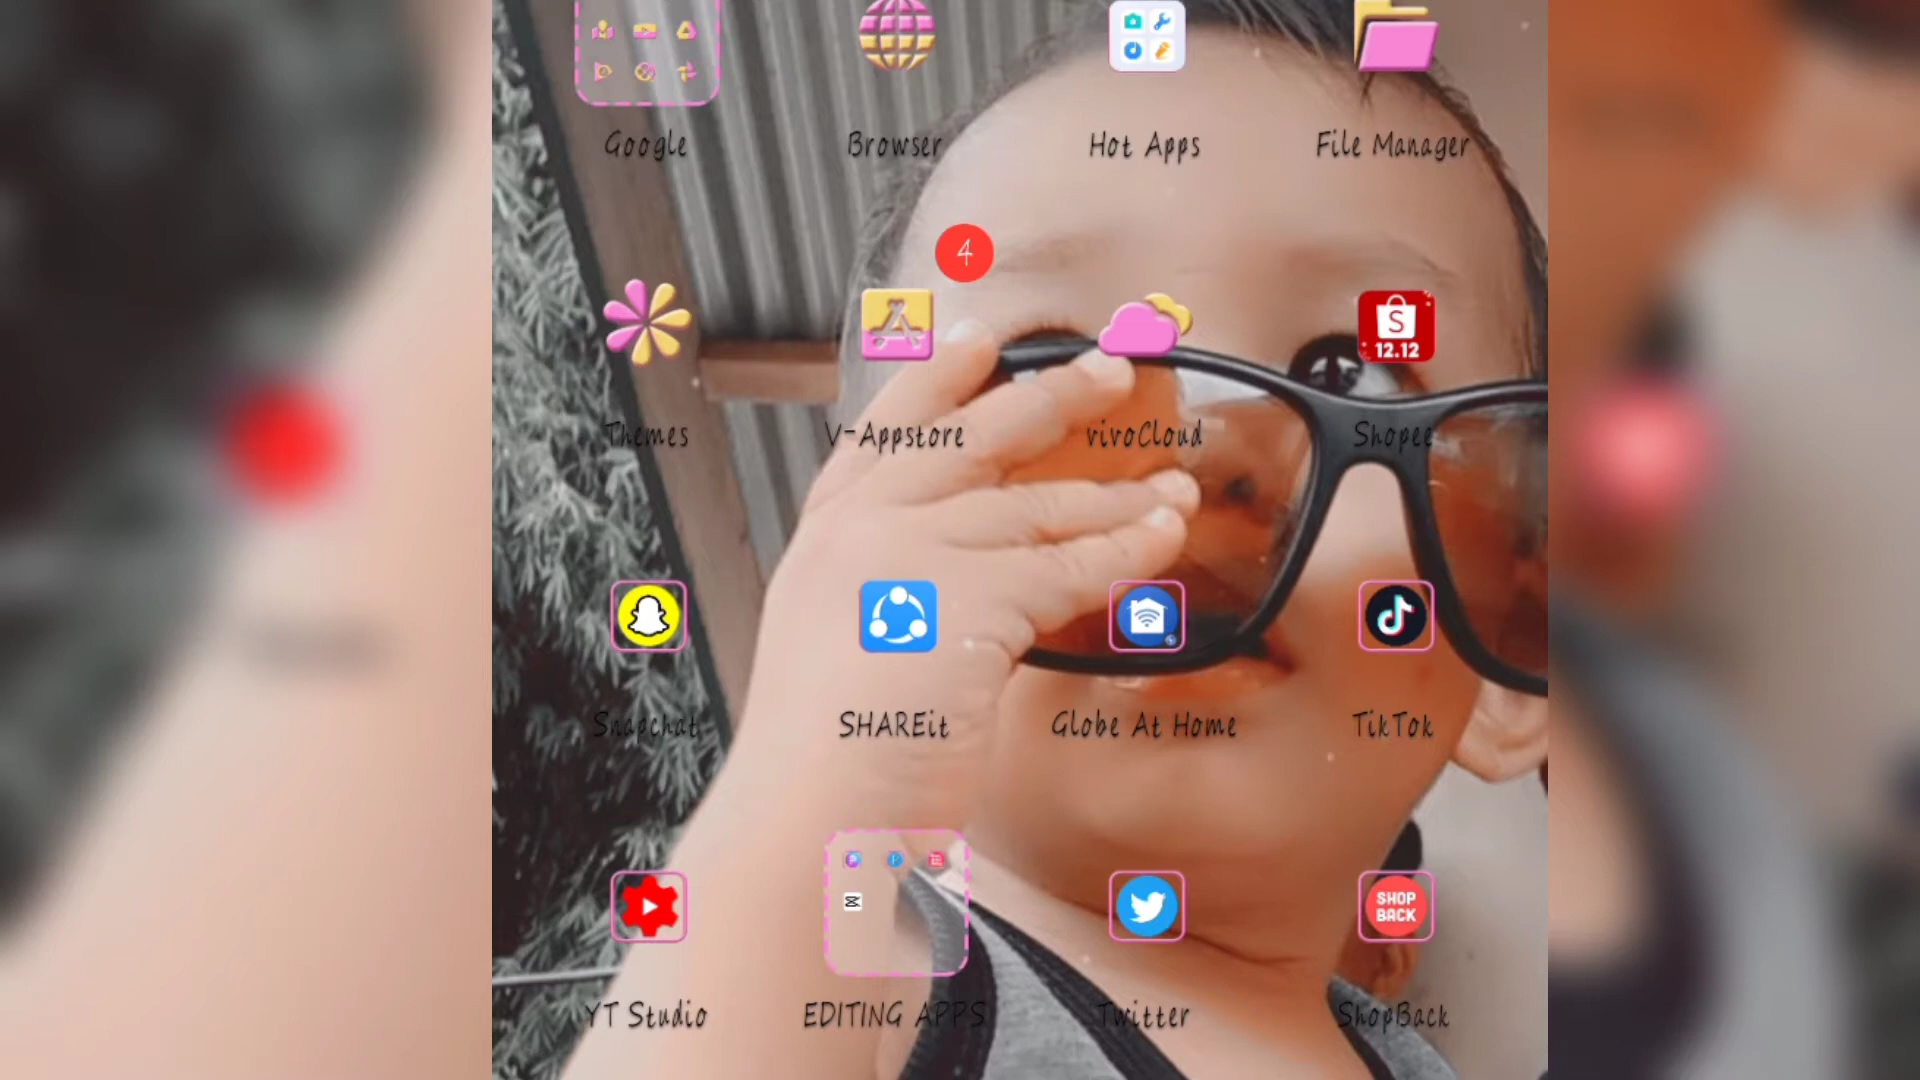 Google Browser Hot Apps File Manager
4
S
12.12
Themes V-Appstore vivoCloud Shopee
Snapchat SHAREit Globe At Home TikTok
SHOP
BACK
YT Studio EDITING APPS Twitter ShopBack